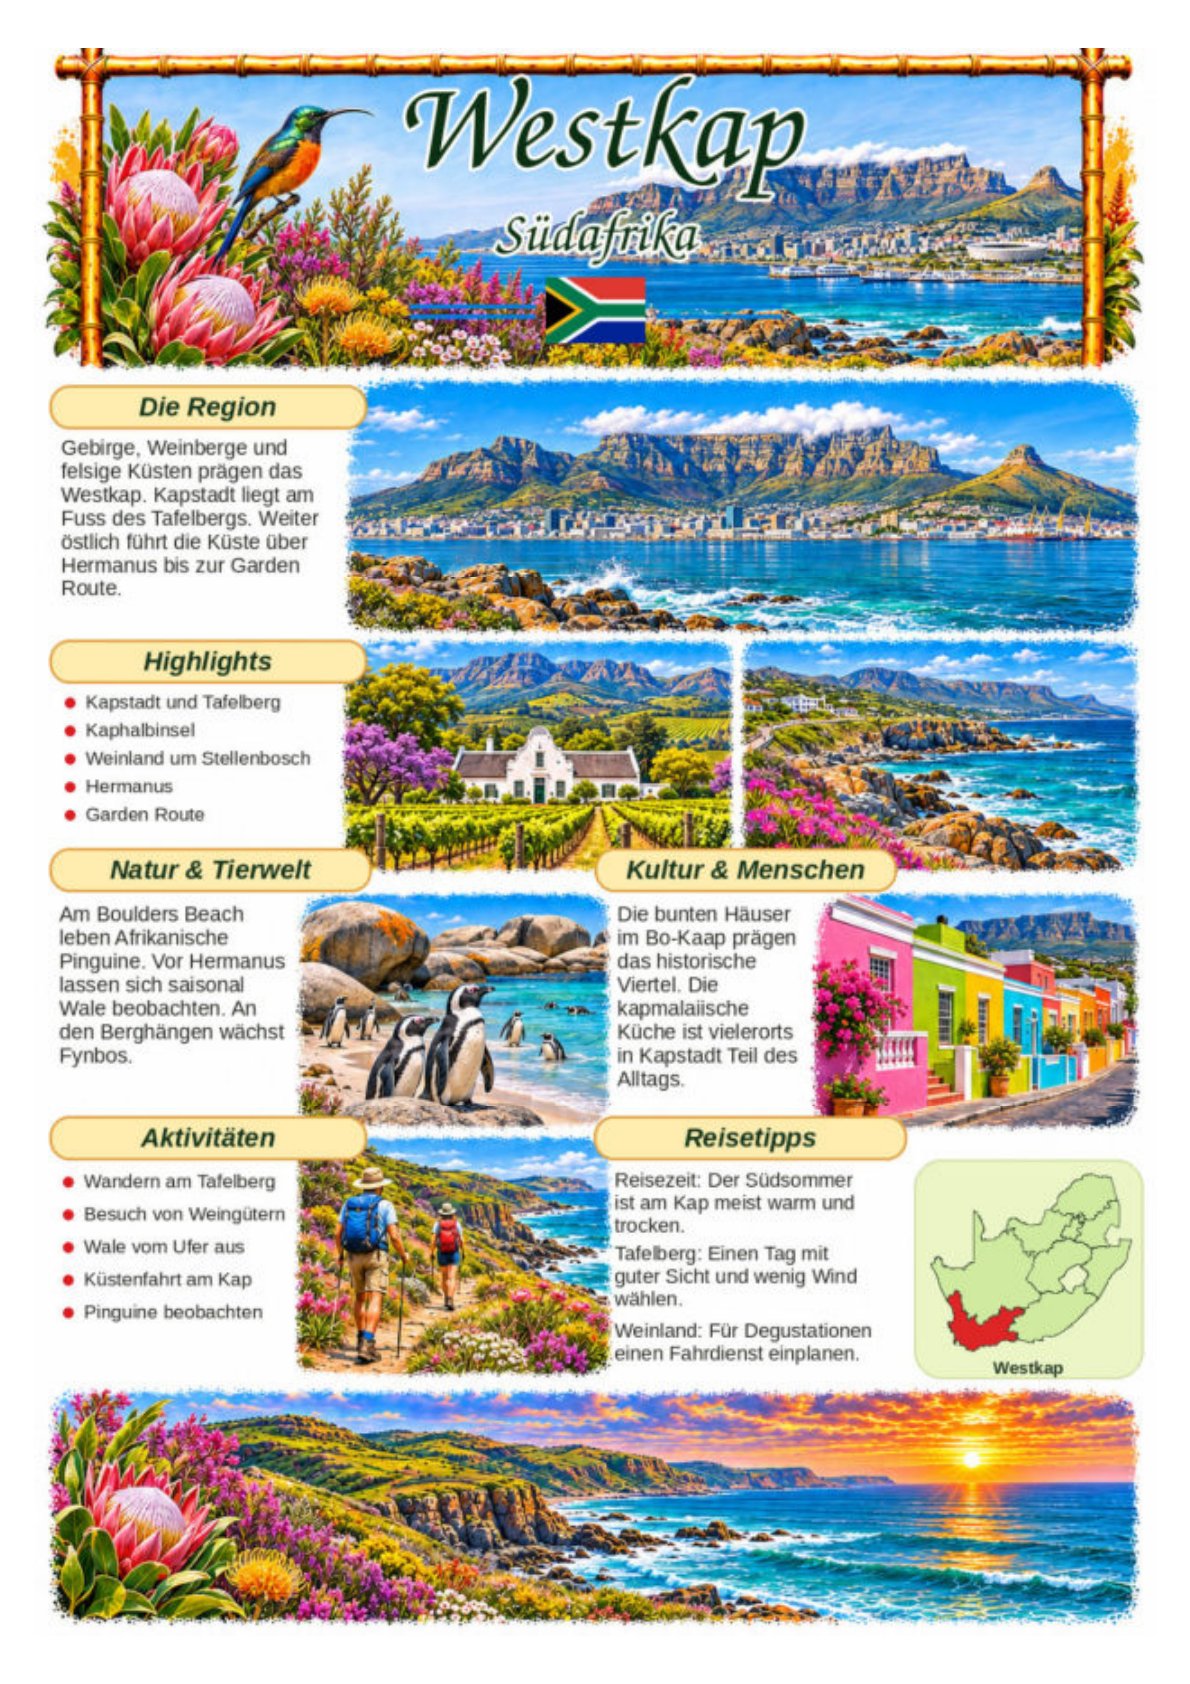 Westkap
Südafrika
Die Region
Gebirge, Weinberge und
felsige Küsten prägen das
Westkap. Kapstadt liegt am
Fuss des Tafelbergs. Weiter
östlich führt die Küste über
Hermanus bis zur Garden
Route.
Highlights
Kapstadt und Tafelberg
Kaphalbinsel
Weinland um Stellenbosch
Hermanus
Garden Route
Natur & Tierwelt
Am Boulders Beach
leben Afrikanische
Pinguine. Vor Hermanus
lassen sich saisonal
Wale beobachten. An
den Berghängen wächst
Fynbos.
Kultur & Menschen
Die bunten Häuser
im Bo-Kaap prägen
das historische
Viertel. Die
kapmalaiische
Küche ist vielerorts
in Kapstadt Teil des
Alltags.
Aktivitäten
Wandern am Tafelberg
Besuch von Weingütern
Wale vom Ufer aus
Küstenfahrt am Kap
Pinguine beobachten
Reisetipps
Reisezeit: Der Südsommer
ist am Kap meist warm und
trocken.
Tafelberg: Einen Tag mit
guter Sicht und wenig Wind
wählen.
Weinland: Für Degustationen
einen Fahrdienst einplanen.
Westkap